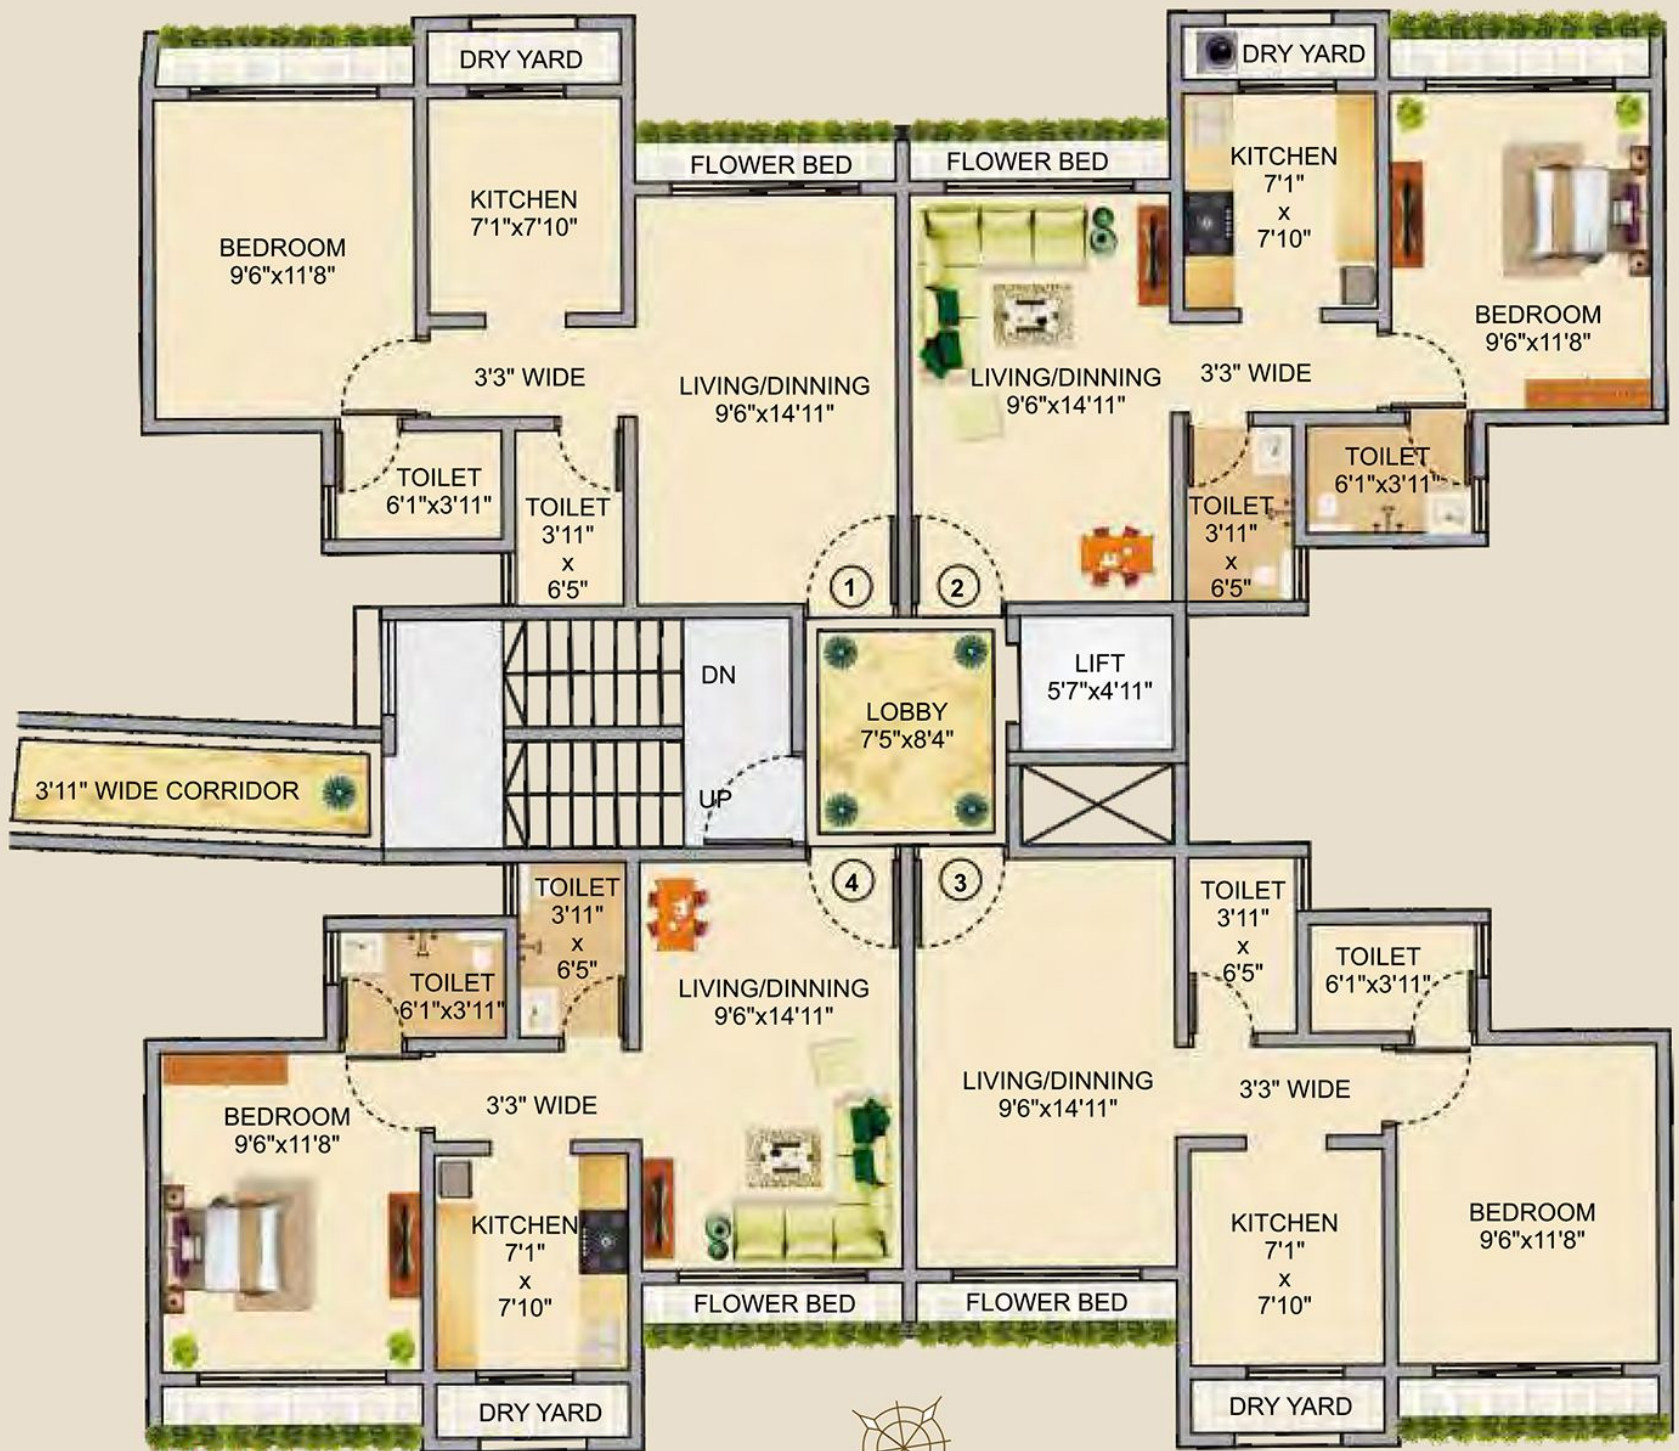 DRY YARD
DRY YARD
FLOWER BED
FLOWER BED
KITCHEN
7'1"x7'10"
KITCHEN
7'1"
x
7'10"
BEDROOM
9'6"x11'8"
BEDROOM
9'6"x11'8"
3'3" WIDE
LIVING/DINNING
9'6"x14'11"
LIVING/DINNING
9'6"x14'11"
3'3" WIDE
TOILET
6'1"x3'11"
TOILET
3'11"
x
6'5"
TOILET
3'11"
x
6'5"
TOILET
6'1"x3'11"
1
2
DN
LIFT
5'7"x4'11"
LOBBY
7'5"x8'4"
3'11" WIDE CORRIDOR
UP
4
3
TOILET
3'11"
x
6'5"
TOILET
6'1"x3'11"
LIVING/DINNING
9'6"x14'11"
TOILET
3'11"
x
6'5"
TOILET
6'1"x3'11"
LIVING/DINNING
9'6"x14'11"
3'3" WIDE
3'3" WIDE
BEDROOM
9'6"x11'8"
KITCHEN
7'1"
x
7'10"
KITCHEN
7'1"
x
7'10"
BEDROOM
9'6"x11'8"
FLOWER BED
FLOWER BED
DRY YARD
DRY YARD